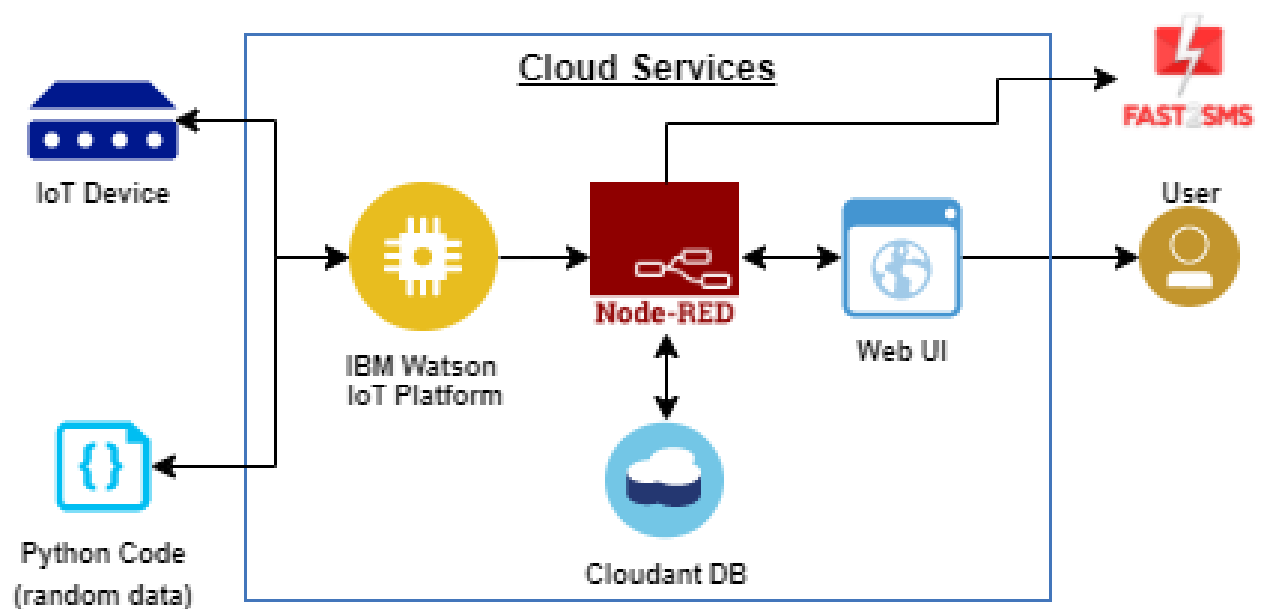 Cloud Services
FAST2SMS
IoT Device
User
Node-RED
IBM Watson
IoT Platform
Web UI
{}
Python Code
(random data)
Cloudant DB